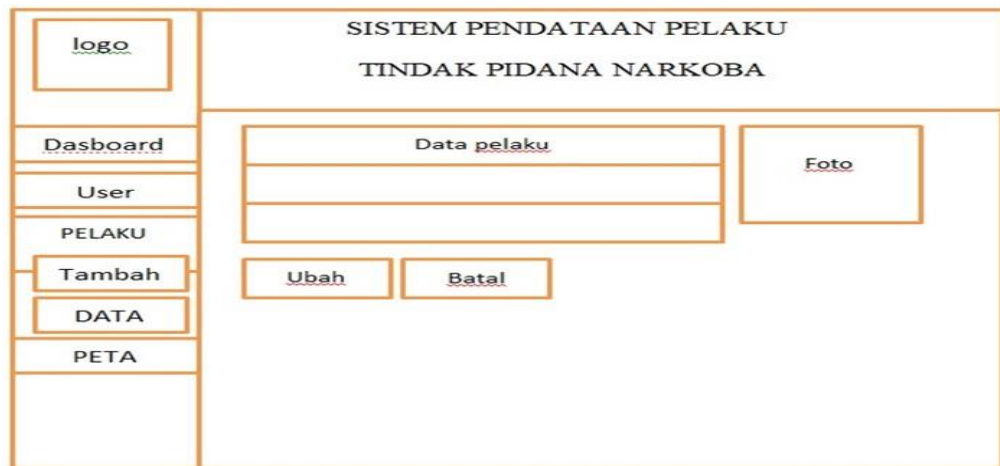 logo
SISTEM PENDATAAN PELAKU
TINDAK PIDANA NARKOBA
Dasboard
User
PELAKU
Tambah
DATA
PETA
Data pelaku
Foto
Ubah
Batal